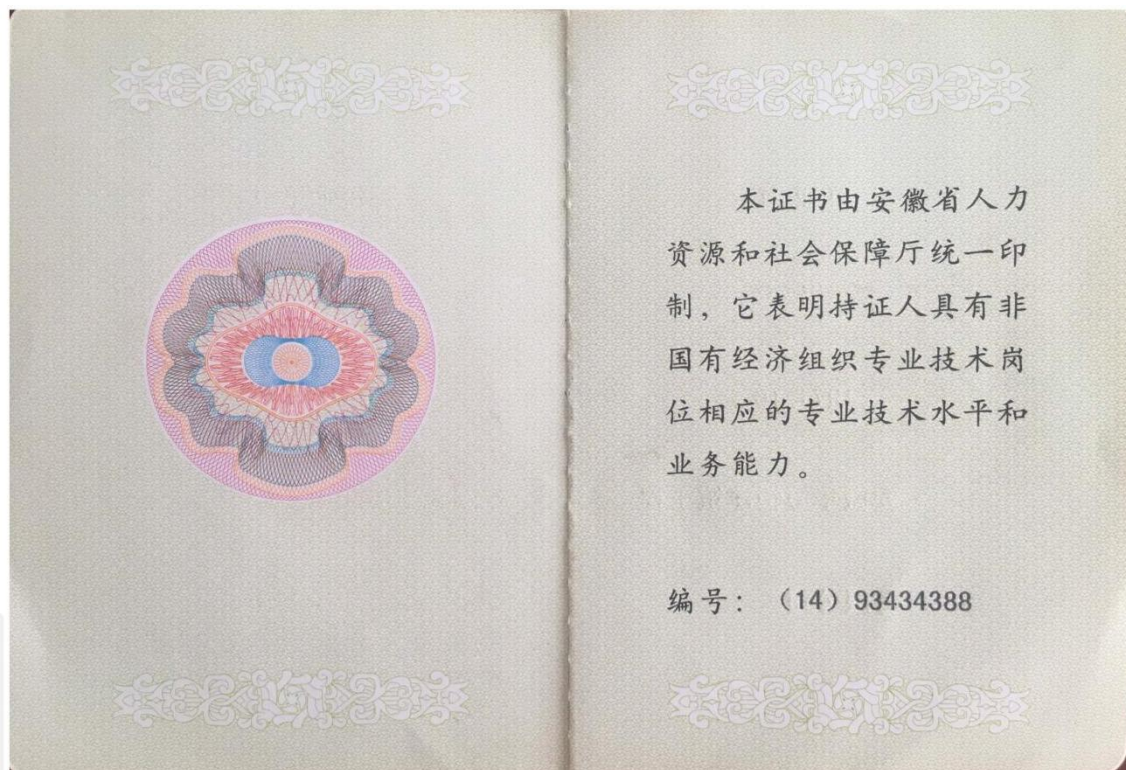 本证书由安徽省人力
资源和社会保障厅统一印
制，它表明持证人具有非
国有经济组织专业技术岗
位相应的专业技术水平和
业务能力。
编号：（14）93434388